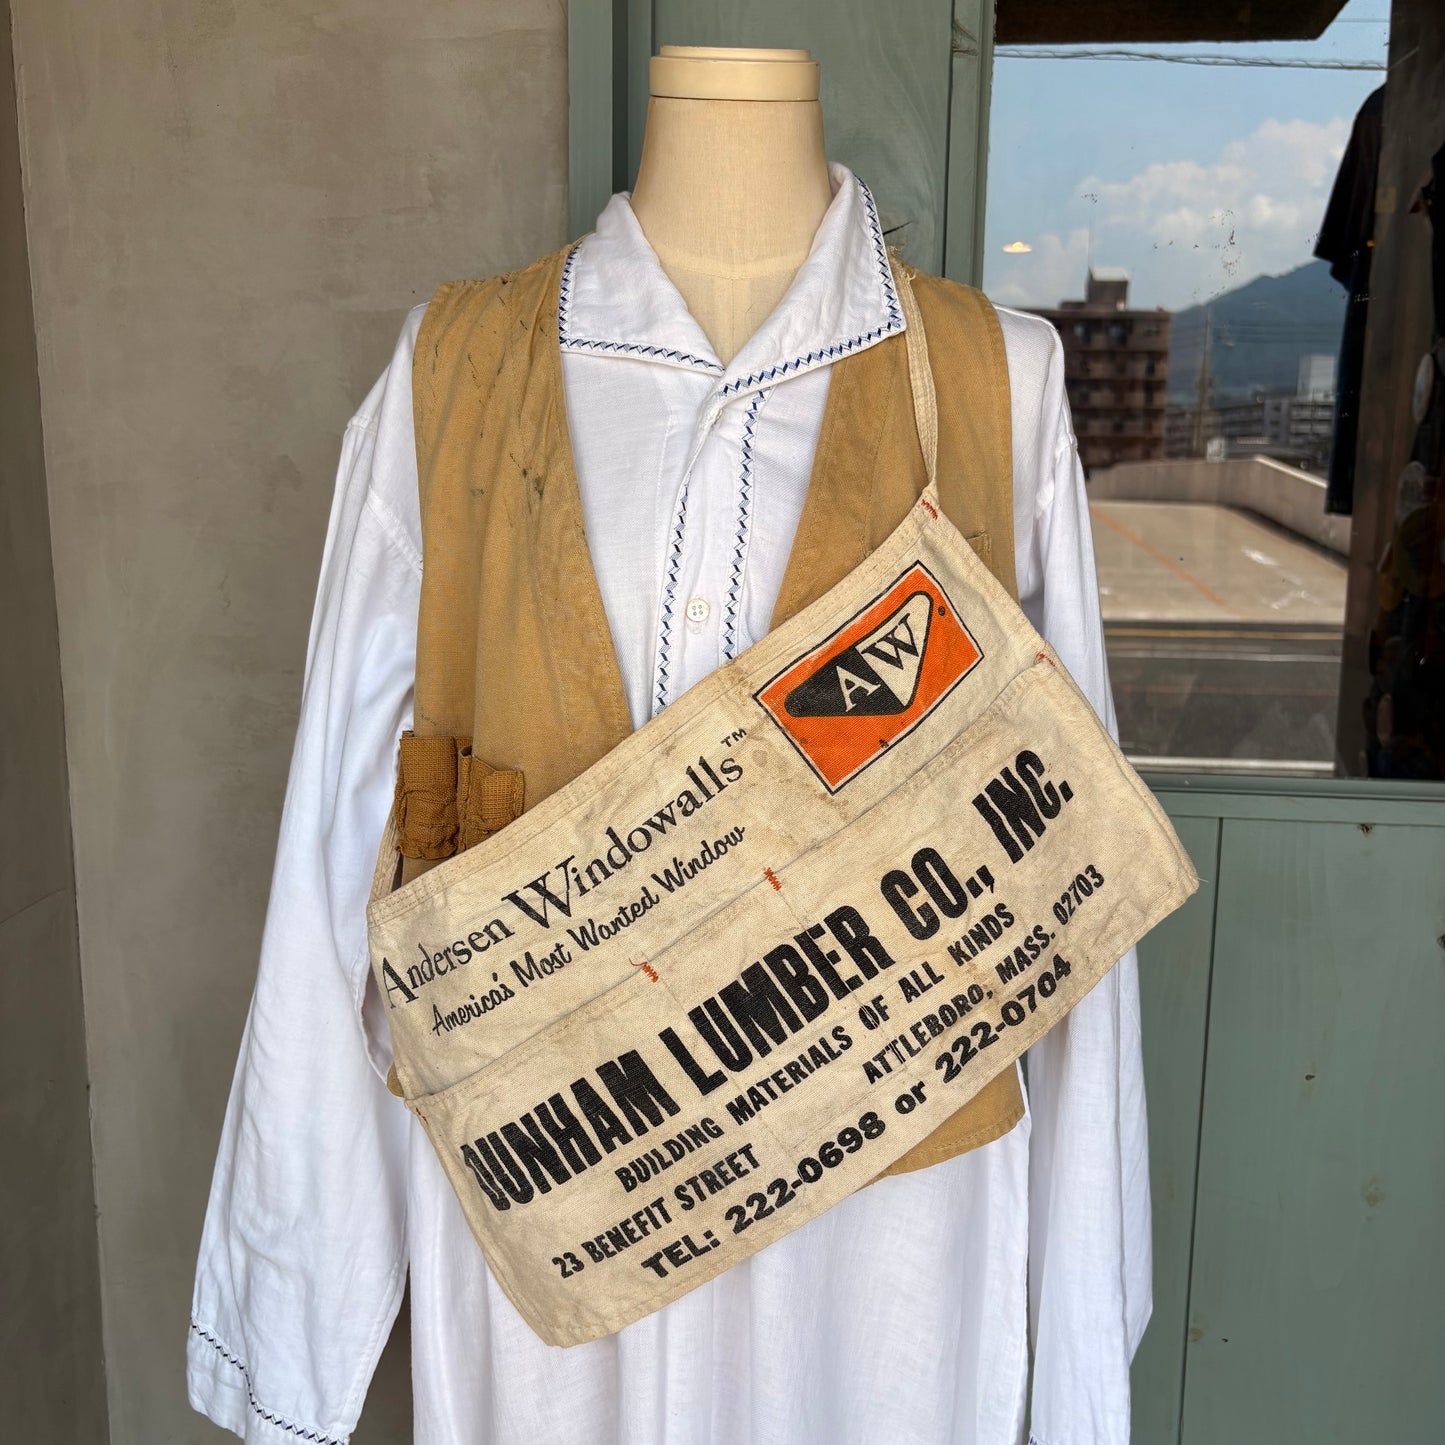 AW
Andersen Windowalls™
America's Most Wanted Window
DUNHAM LUMBER CO., INC.
BUILDING MATERIALS OF ALL KINDS
23 BENEFIT STREET ATTLEBORO, MASS. 02703
TEL: 222-0698 or 222-0704